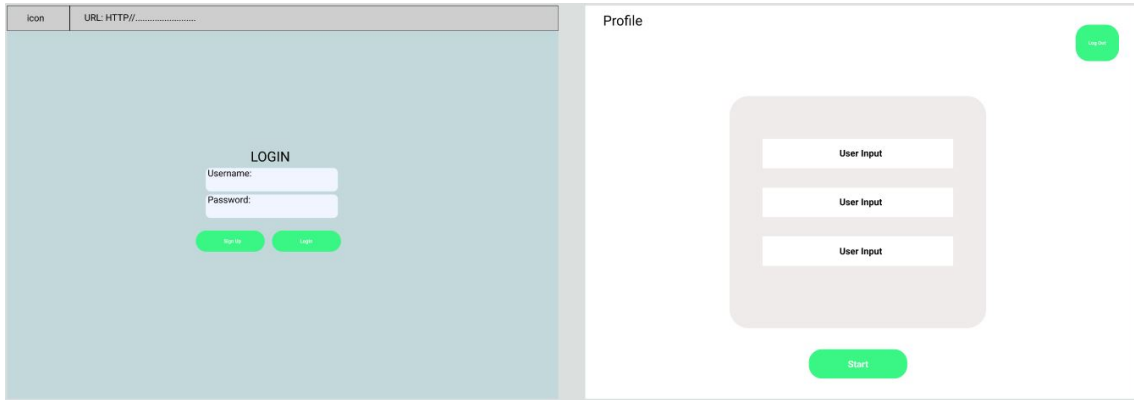 icon
URL: HTTP//........................
LOGIN
Username:
Password:
Sign Up
Login
Profile
Log Out
User Input
User Input
User Input
Start